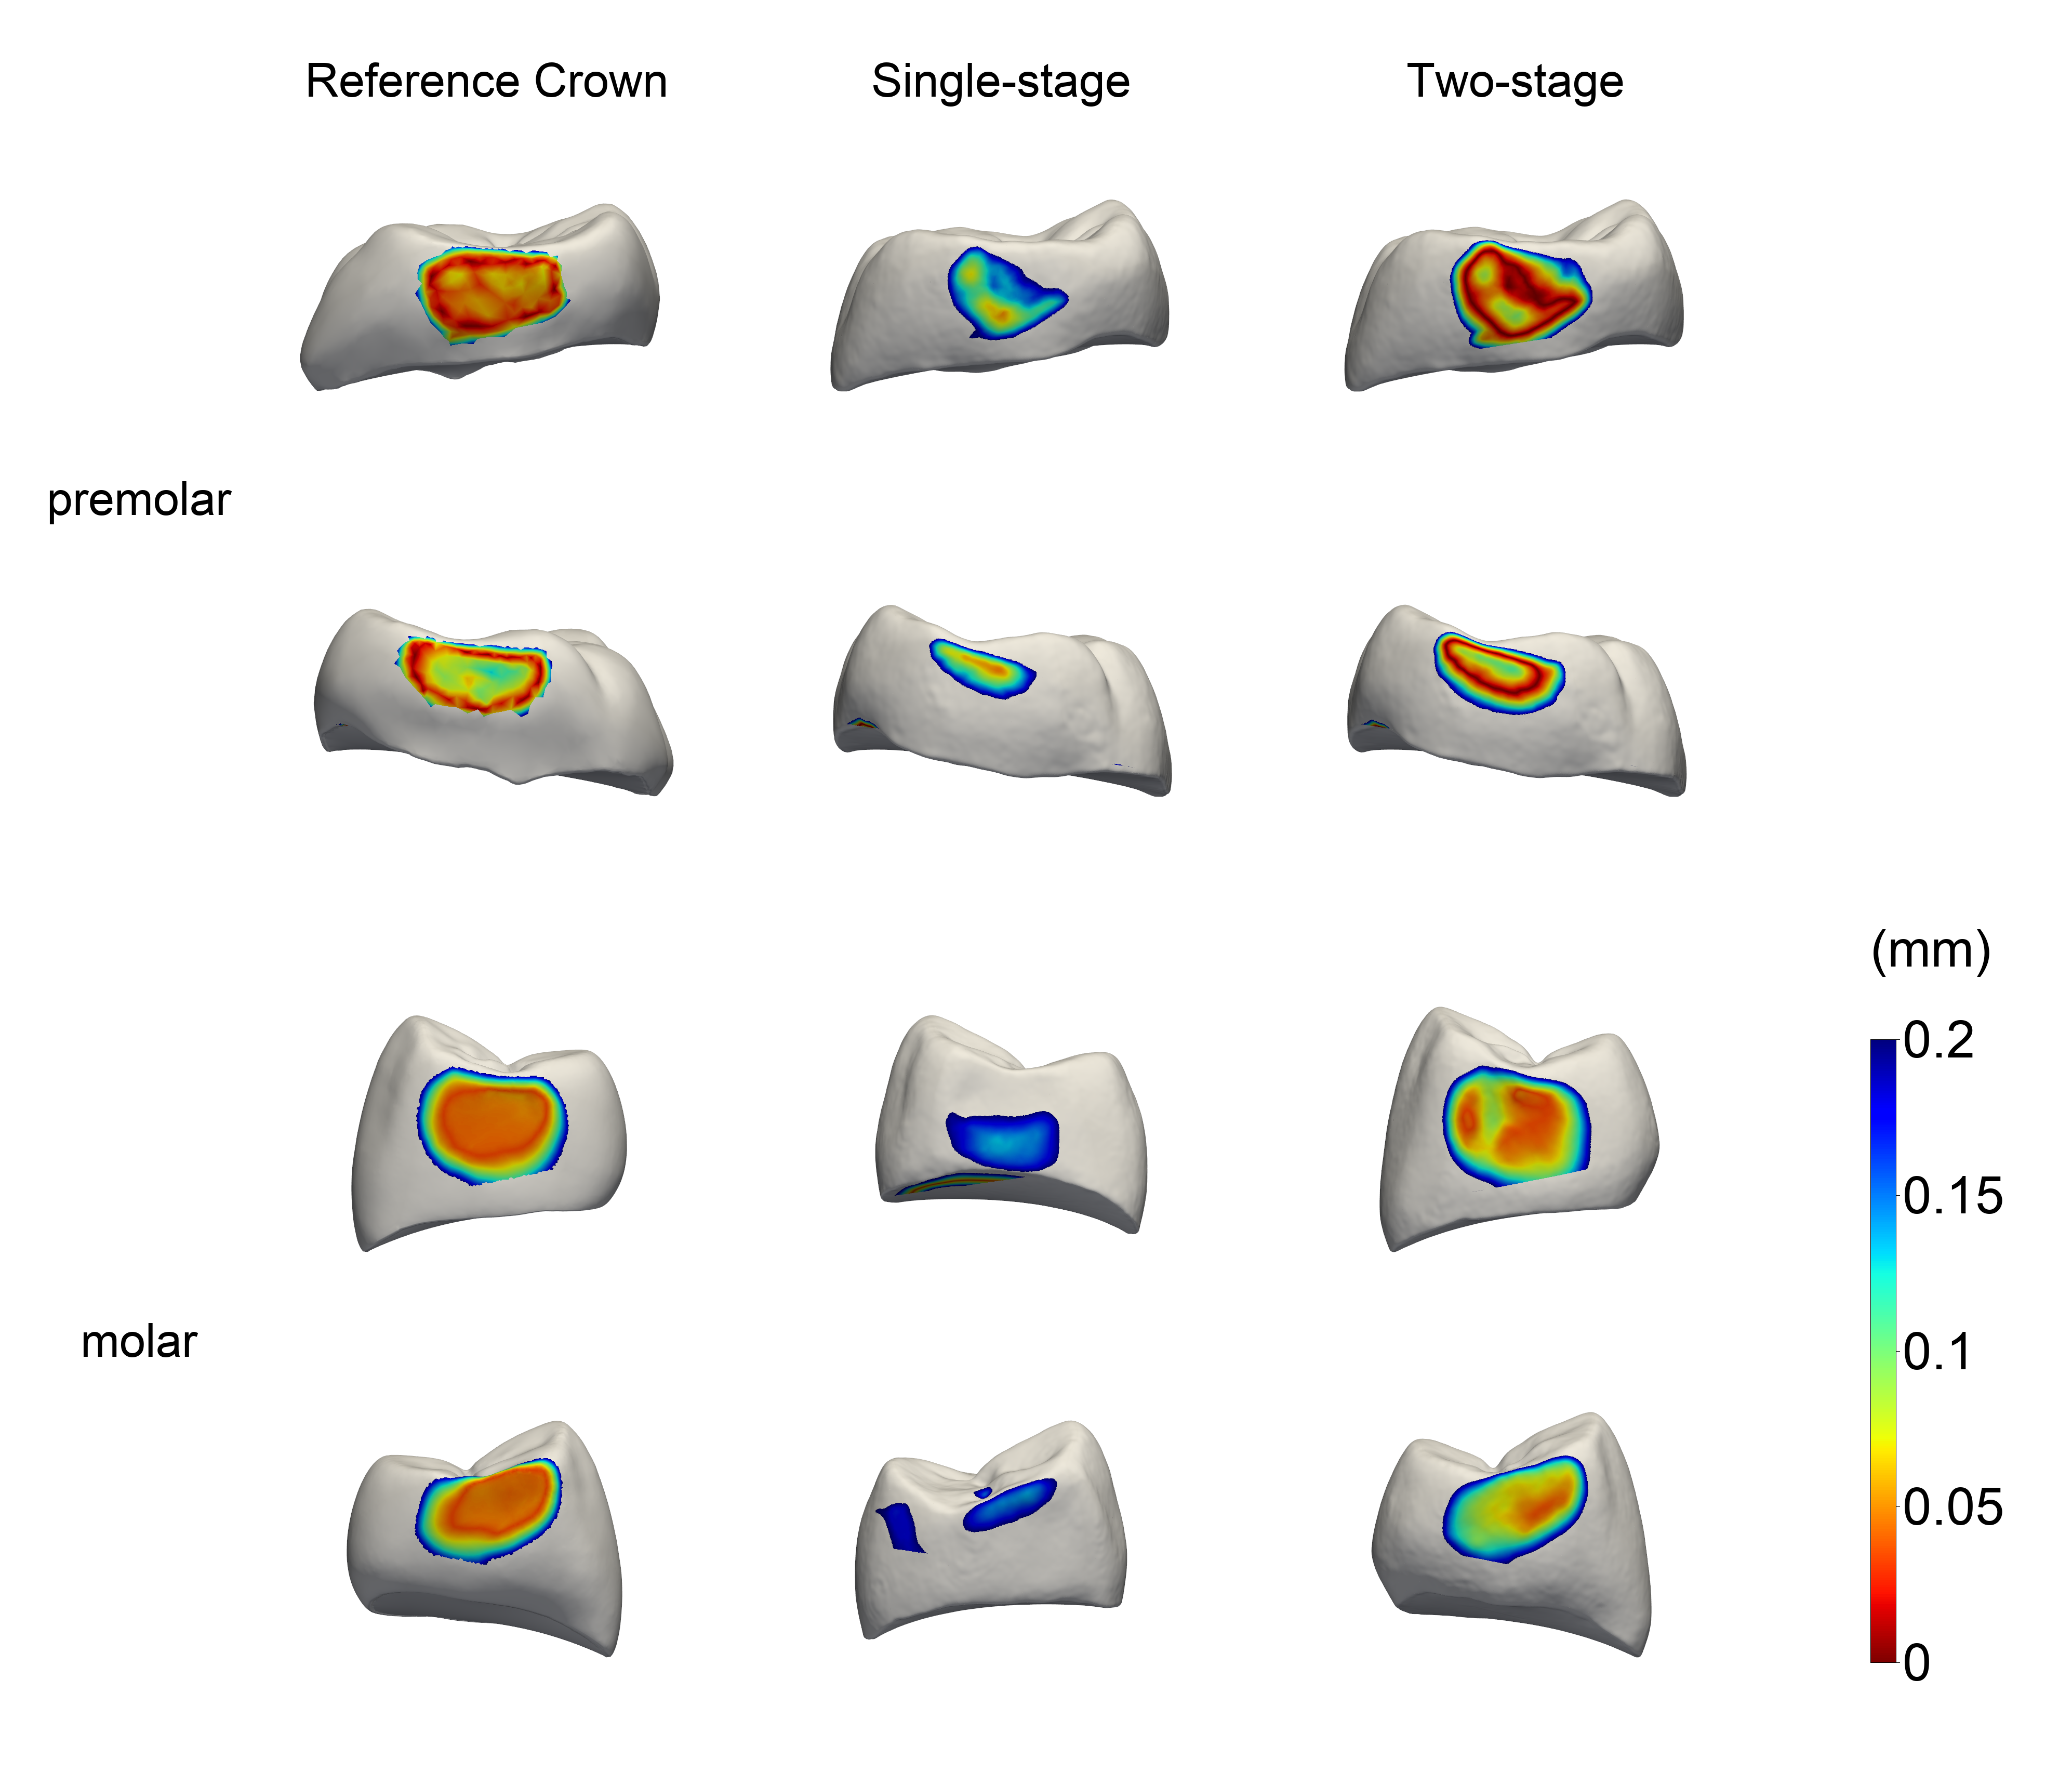 Reference Crown
Single-stage
Two-stage
premolar
molar
(mm)
0.2
0.15
0.1
0.05
0